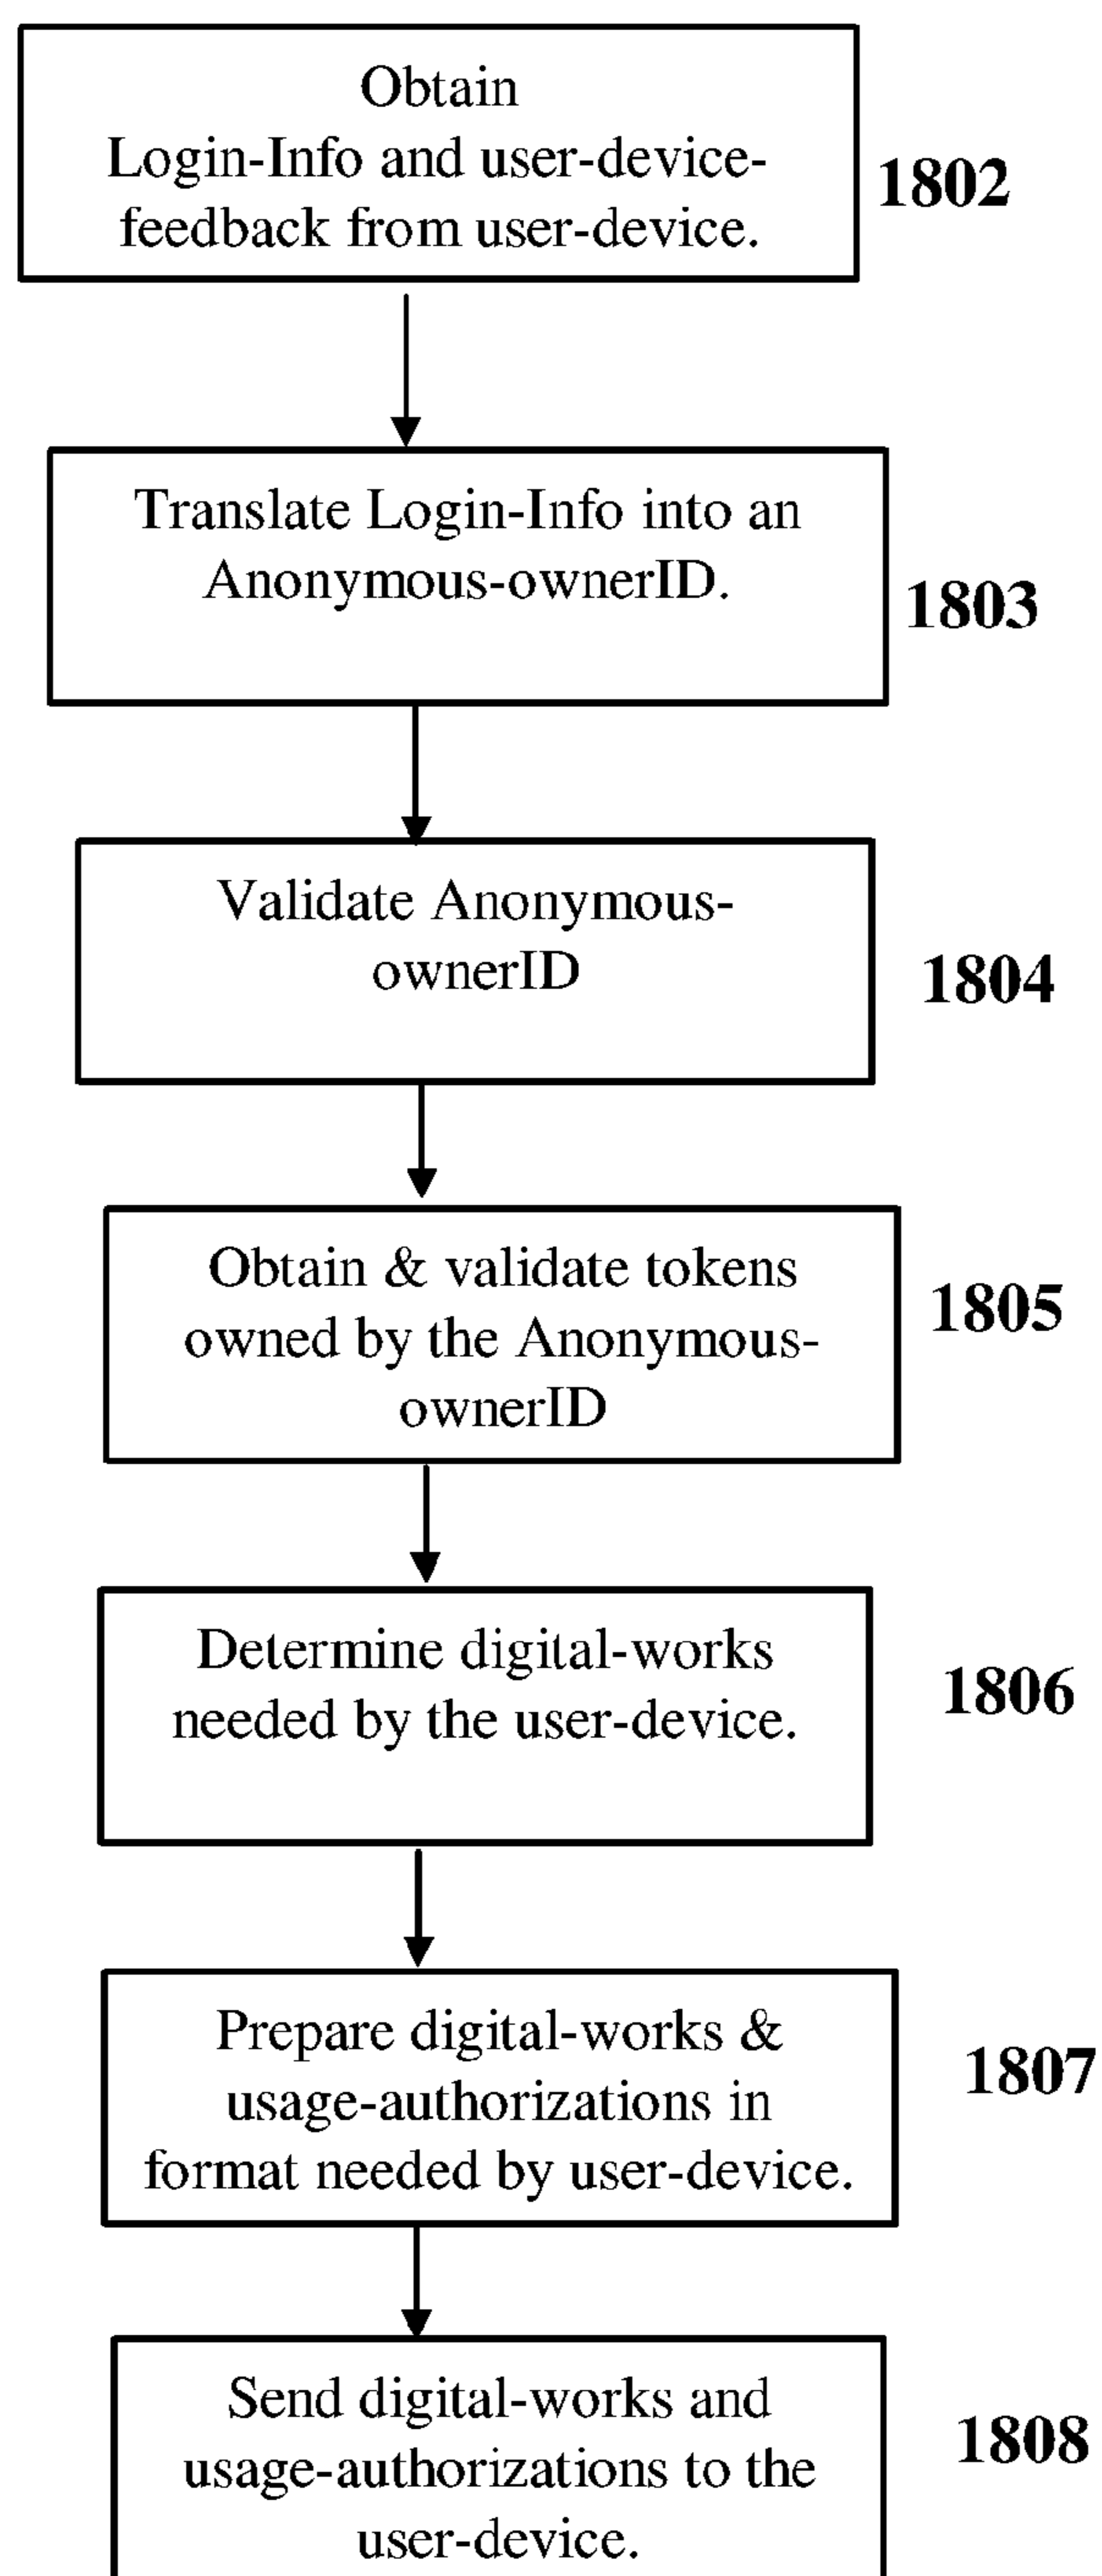 Obtain
Login-Info and user-device-
feedback from user-device.
1802
Translate Login-Info into an
Anonymous-ownerID.
1803
Validate Anonymous-
ownerID
1804
Obtain & validate tokens
owned by the Anonymous-
ownerID
1805
Determine digital-works
needed by the user-device.
1806
Prepare digital-works &
usage-authorizations in
format needed by user-device.
1807
Send digital-works and
usage-authorizations to the
user-device.
1808